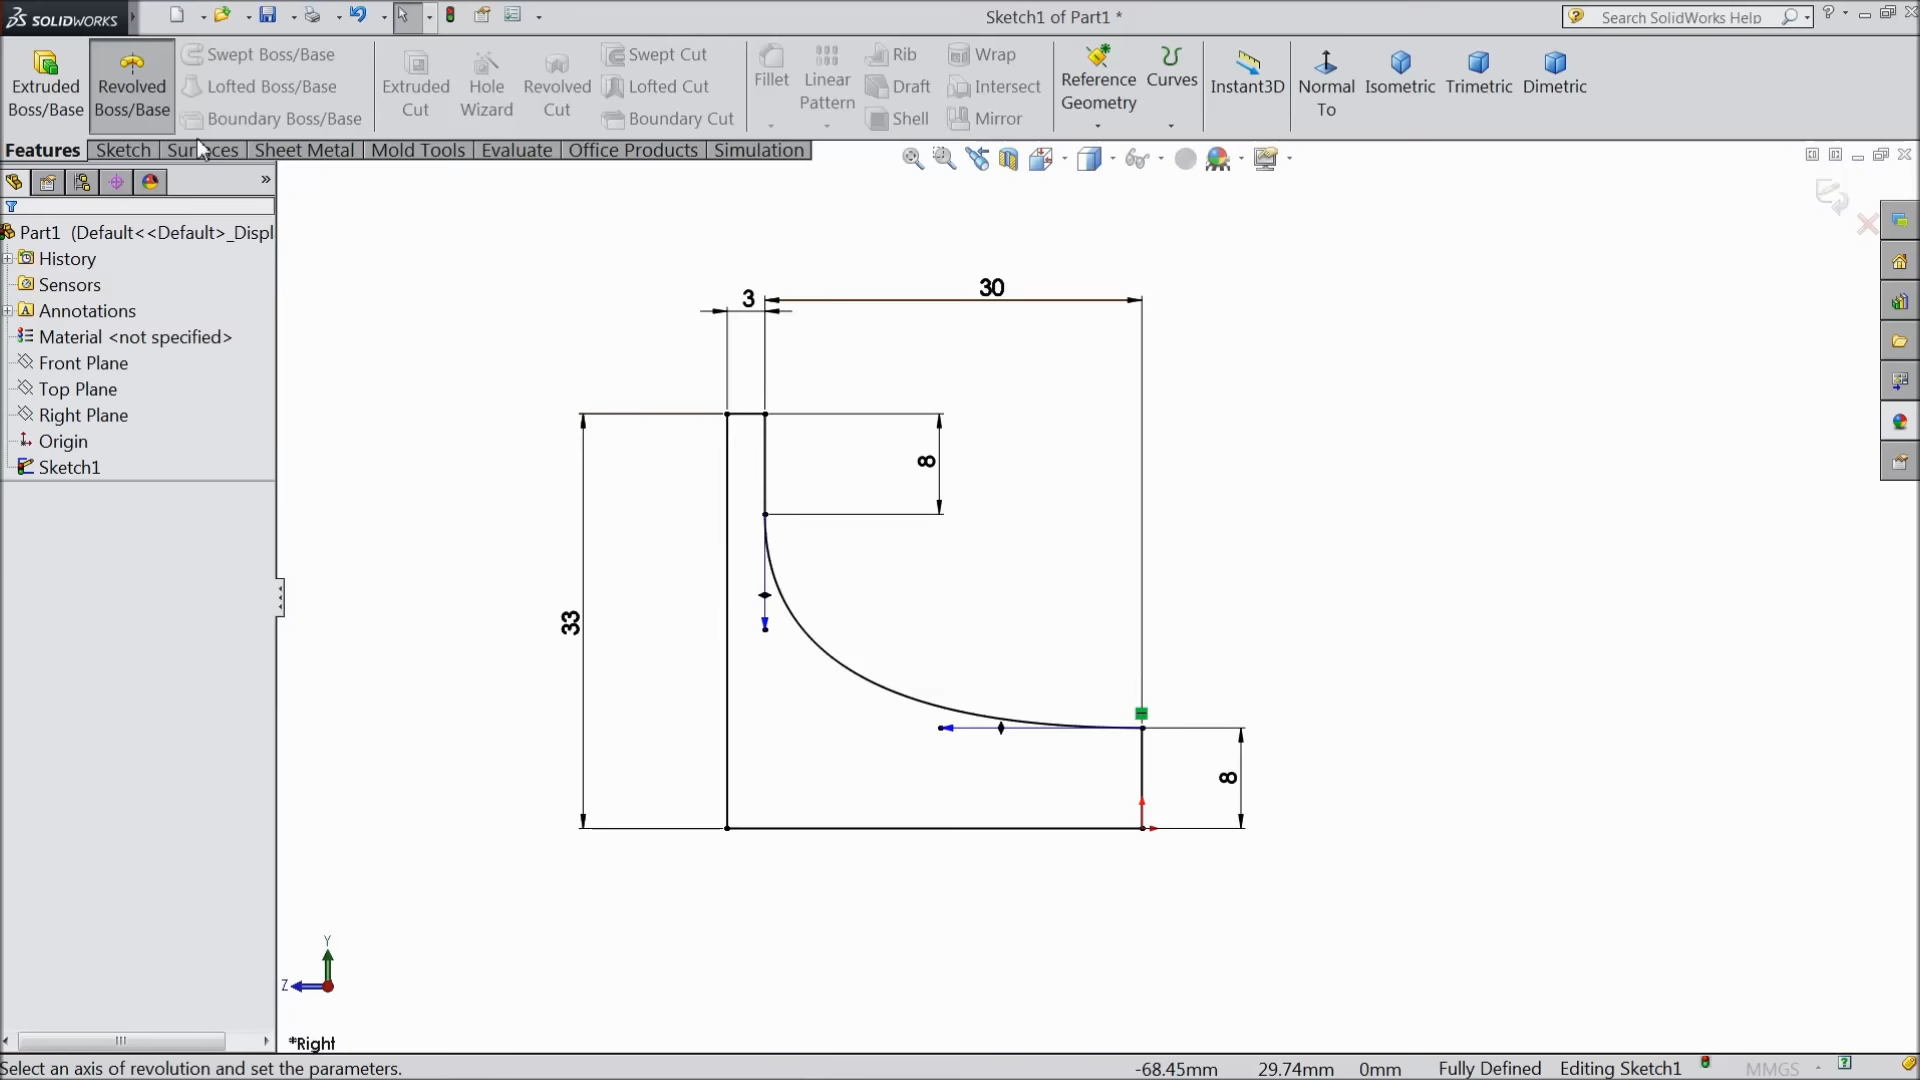 SOLIDWORKS
Sketch1 of Part1 *
Search SolidWorks Help
Extruded Boss/Base
Revolved Boss/Base
Swept Boss/Base
Lofted Boss/Base
Boundary Boss/Base
Extruded Cut
Hole Wizard
Revolved Cut
Swept Cut
Lofted Cut
Boundary Cut
Fillet
Linear Pattern
Rib
Draft
Shell
Wrap
Intersect
Mirror
Reference Geometry
Curves
Instant3D
Normal To
Isometric
Trimetric
Dimetric
Features
Sketch
Surfaces
Sheet Metal
Mold Tools
Evaluate
Office Products
Simulation
Part1 (Default<<Default>_Displ
History
Sensors
Annotations
Material <not specified>
Front Plane
Top Plane
Right Plane
Origin
Sketch1
3
30
8
33
8
Y
Z
*Right
Select an axis of revolution and set the parameters.
-68.45mm
29.74mm
0mm
Fully Defined
Editing Sketch1
MMGS